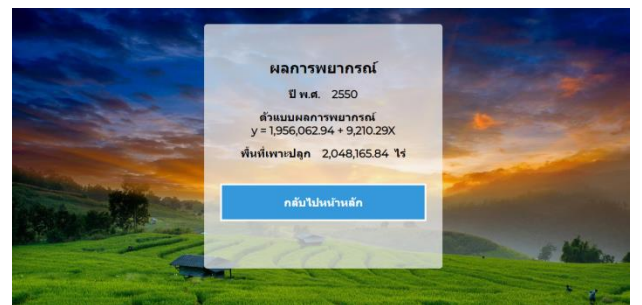 ผลการพยากรณ์
ปี พ.ศ. 2550
ตัวแบบผลการพยากรณ์
y = 1,956,062.94 + 9,210.29X
พื้นที่เพาะปลูก 2,048,165.84 ไร่
กลับไปหน้าหลัก